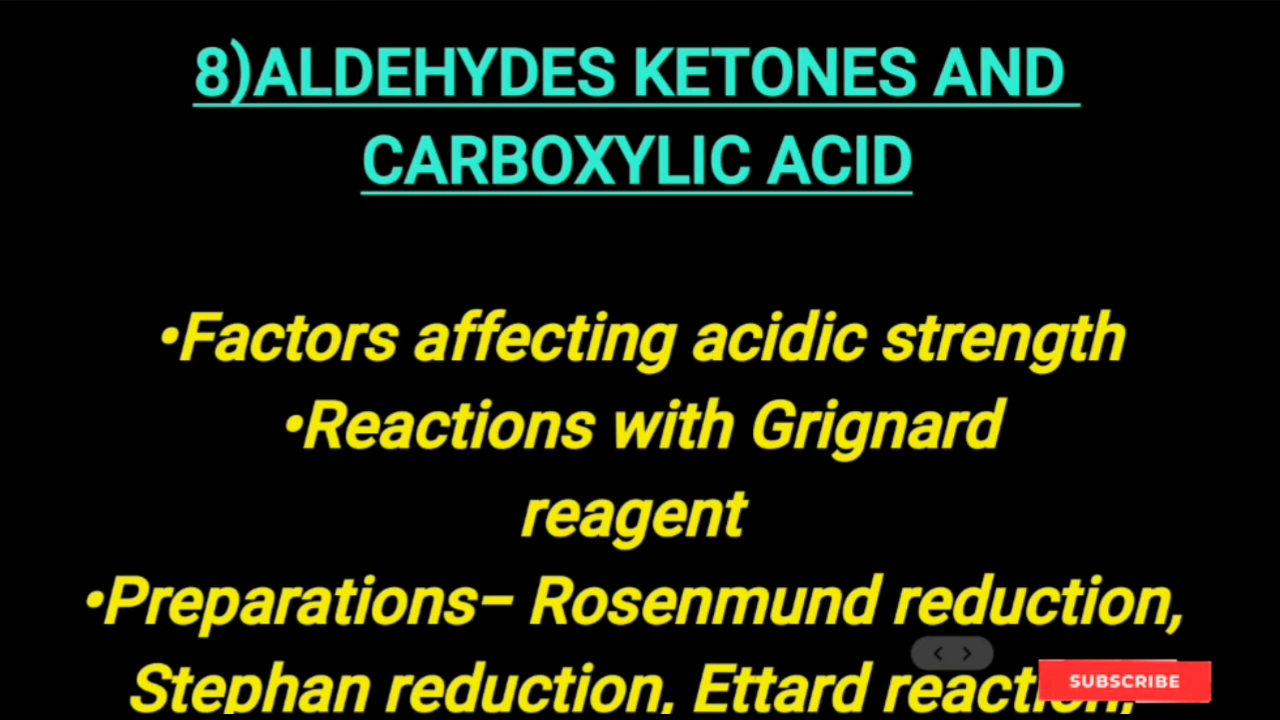 8)ALDEHYDES KETONES AND
CARBOXYLIC ACID
•Factors affecting acidic strength
•Reactions with Grignard
reagent
•Preparations– Rosenmund reduction,
Stephan reduction, Ettard reaction,
SUBSCRIBE